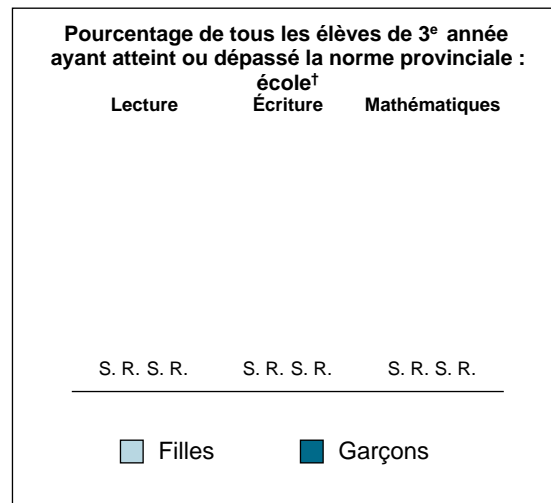 Pourcentage de tous les élèves de 3e année
ayant atteint ou dépassé la norme provinciale :
école†
Lecture Écriture Mathématiques
S. R. S. R. S. R. S. R. S. R. S. R.
Filles Garçons